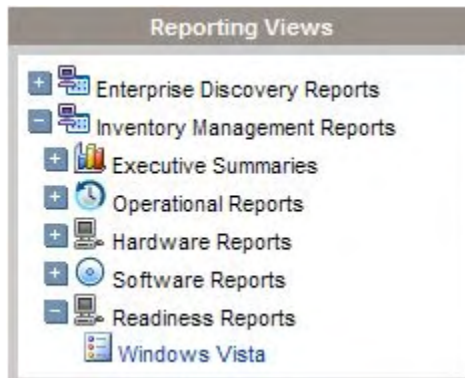 Reporting Views
Enterprise Discovery Reports
Inventory Management Reports
Executive Summaries
Operational Reports
Hardware Reports
Software Reports
Readiness Reports
Windows Vista